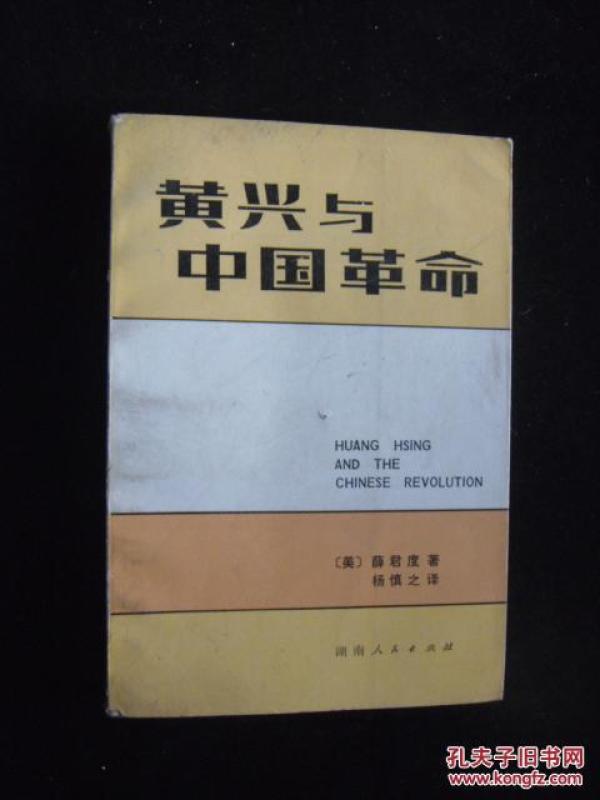 黄兴与
中国革命
HUANG HSING
AND THE
CHINESE REVOLUTION
〔美〕薛君度著
杨慎之译
湖南人民出版社
孔夫子旧书网
www.kongfz.com